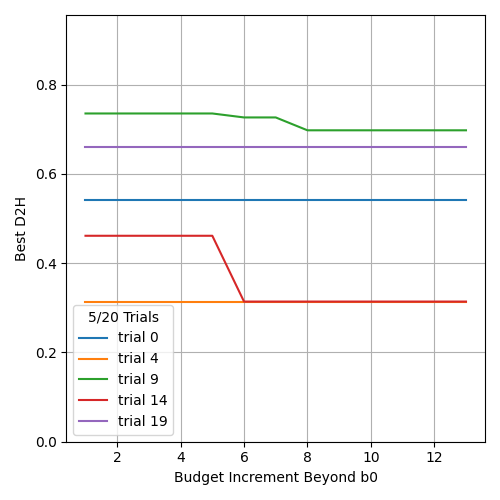 0.8
0.6
0.4
0.2
0.0
Best D2H
5/20 Trials
trial 0
trial 4
trial 9
trial 14
trial 19
2 4 6 8 10 12
Budget Increment Beyond b0